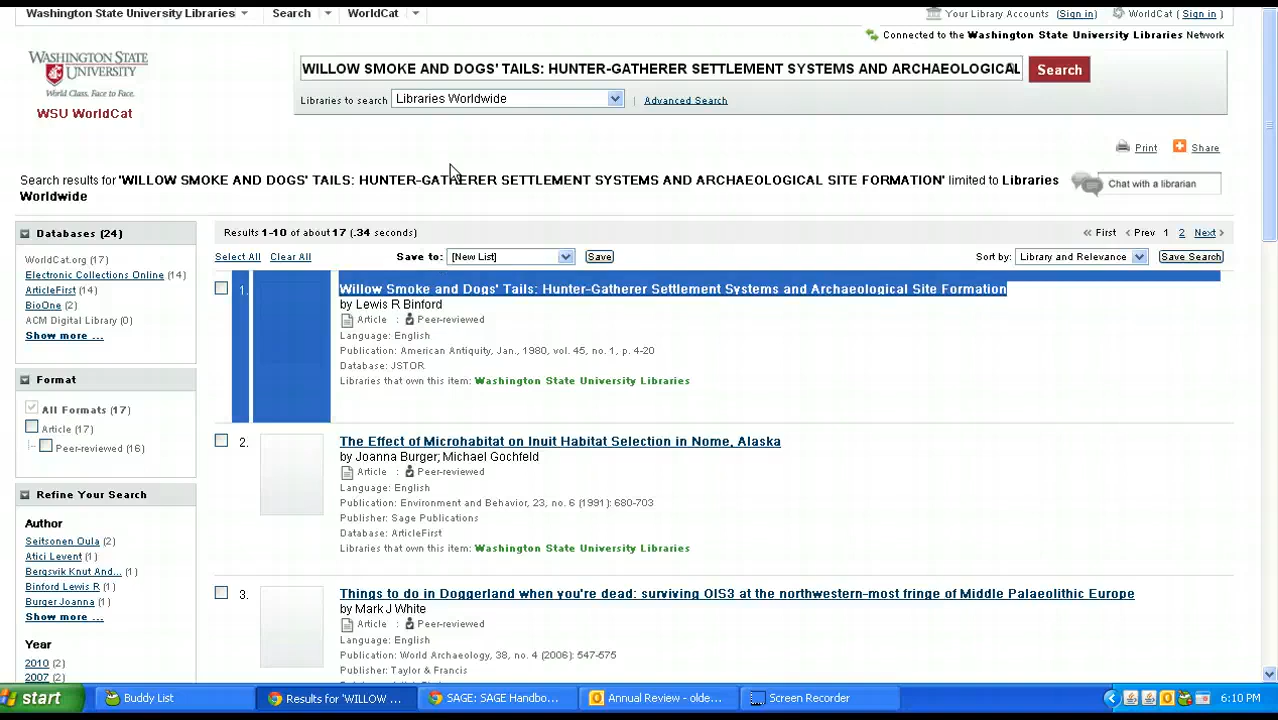 Washington State University Libraries Search WorldCat Your Library Accounts (Sign in) WorldCat (Sign in)
Connected to the Washington State University Libraries Network
WASHINGTON STATE
UNIVERSITY
World Class. Face to Face.
WSU WorldCat
WILLOW SMOKE AND DOGS' TAILS: HUNTER-GATHERER SETTLEMENT SYSTEMS AND ARCHAEOLOGICAL Search
Libraries to search Libraries Worldwide | Advanced Search
Print Share
Search results for 'WILLOW SMOKE AND DOGS' TAILS: HUNTER-GATHERER SETTLEMENT SYSTEMS AND ARCHAEOLOGICAL SITE FORMATION' limited to Libraries
Worldwide
Chat with a librarian
Databases (24)
WorldCat.org (17)
Electronic Collections Online (14)
ArticleFirst (14)
BioOne (2)
ACM Digital Library (0)
Show more ...
Format
All Formats (17)
Article (17)
Peer-reviewed (16)
Refine Your Search
Author
Seitsonen Oula (2)
Atici Levent (1)
Bergsvik Knut And... (1)
Binford Lewis R (1)
Burger Joanna (1)
Show more ...
Year
2010 (2)
2007 (2)
Results 1-10 of about 17 (.34 seconds) First Prev 1 2 Next
Select All Clear All Save to: [New List] Save Sort by: Library and Relevance Save Search
1. Willow Smoke and Dogs' Tails: Hunter-Gatherer Settlement Systems and Archaeological Site Formation
by Lewis R Binford
Article : Peer-reviewed
Language: English
Publication: American Antiquity, Jan., 1980, vol. 45, no. 1, p. 4-20
Database: JSTOR
Libraries that own this item: Washington State University Libraries
2. The Effect of Microhabitat on Inuit Habitat Selection in Nome, Alaska
by Joanna Burger; Michael Gochfeld
Article : Peer-reviewed
Language: English
Publication: Environment and Behavior, 23, no. 6 (1991): 680-703
Publisher: Sage Publications
Database: ArticleFirst
Libraries that own this item: Washington State University Libraries
3. Things to do in Doggerland when you're dead: surviving OIS3 at the northwestern-most fringe of Middle Palaeolithic Europe
by Mark J White
Article : Peer-reviewed
Language: English
Publication: World Archaeology, 38, no. 4 (2006): 547-575
Publisher: Taylor & Francis
start Buddy List Results for 'WILLOW ... SAGE: SAGE Handbo... Annual Review - olde... Screen Recorder 6:10 PM